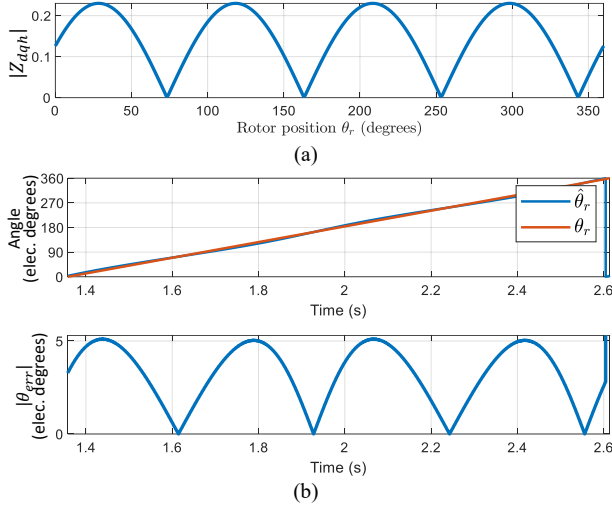 |Z_{dqh}|
0.2
0.1
0
0 50 100 150 200 250 300 350
Rotor position θ_r (degrees)
(a)
Angle
(elec. degrees)
360
270
180
90
0
\hat{θ}_r
θ_r
1.4 1.6 1.8 2 2.2 2.4 2.6
Time (s)
|θ_{err}|
(elec. degrees)
5
0
1.4 1.6 1.8 2 2.2 2.4 2.6
Time (s)
(b)